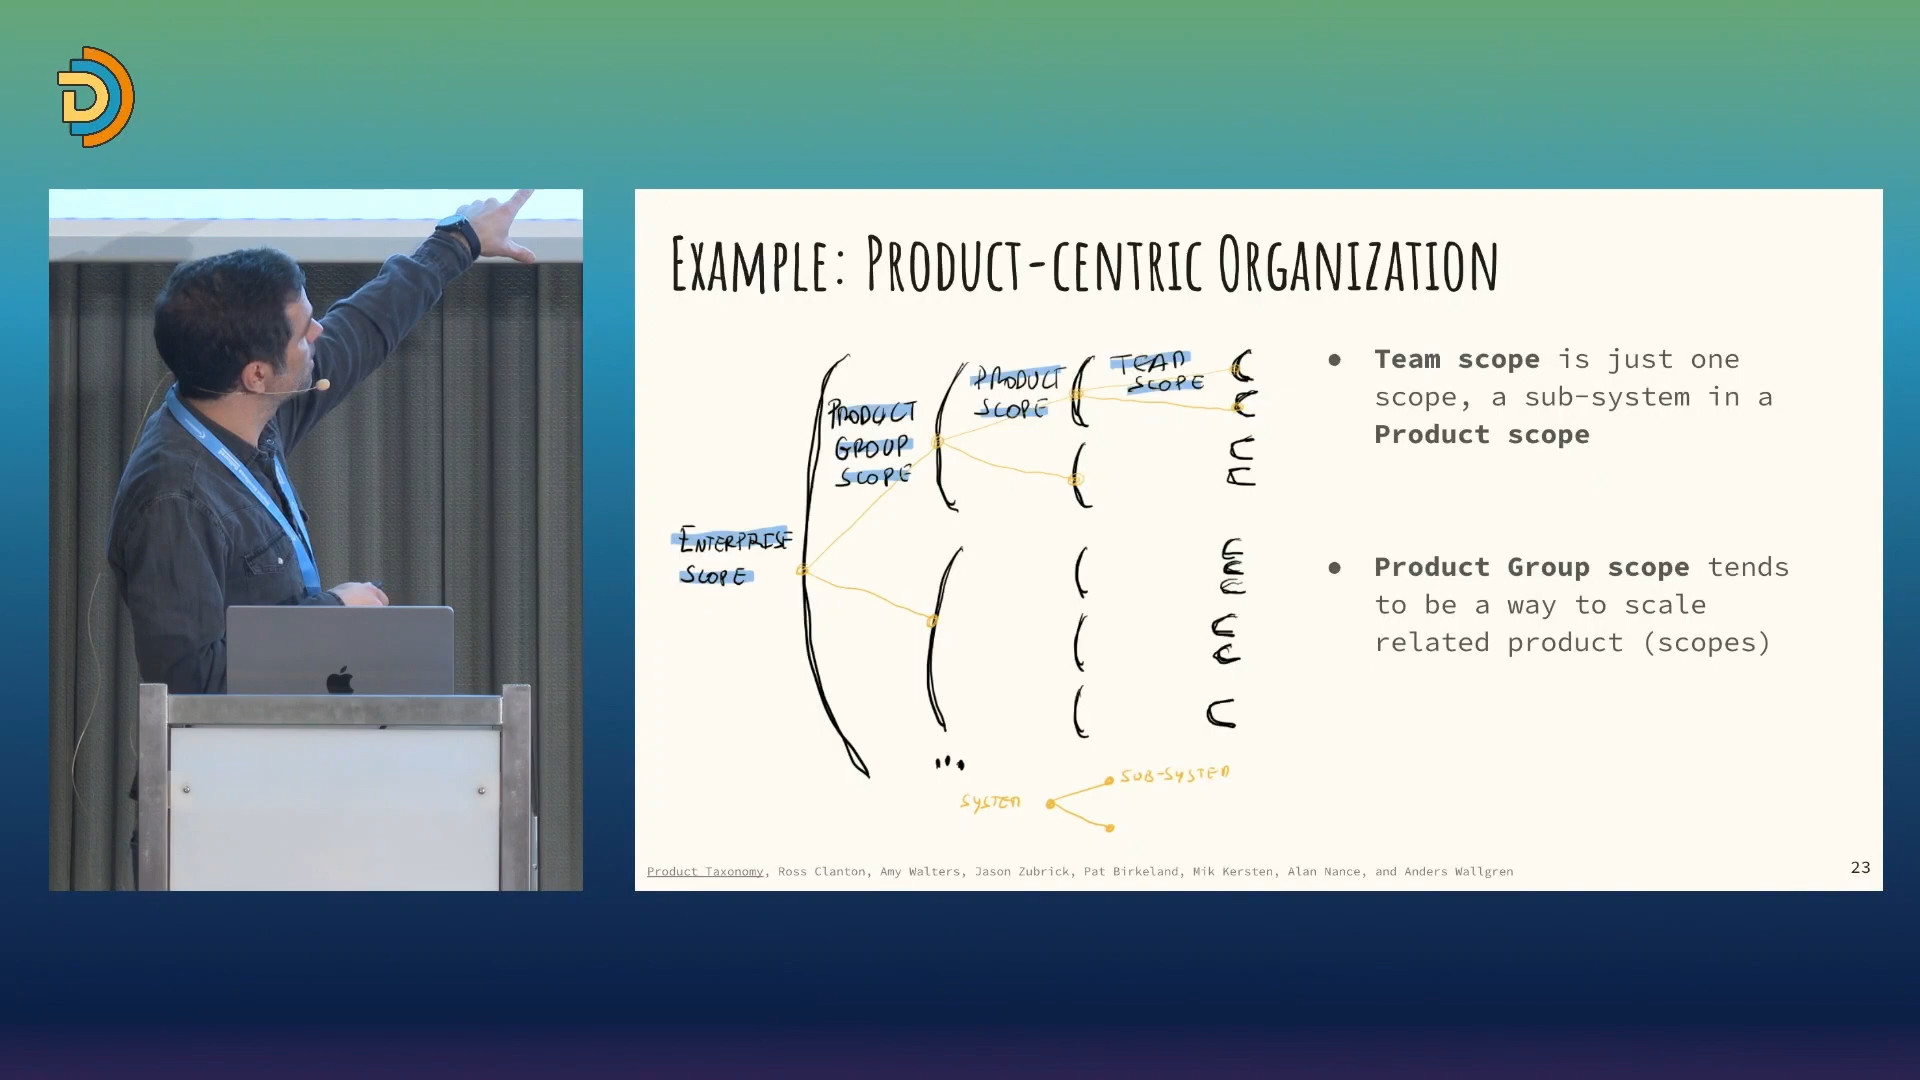 EXAMPLE: PRODUCT-CENTRIC ORGANIZATION
PRODUCT
GROUP
SCOPE
PRODUCT
SCOPE
TEAM
SCOPE
ENTERPRISE
SCOPE
...
SYSTEM
SUB-SYSTEM
● Team scope is just one
scope, a sub-system in a
Product scope
● Product Group scope tends
to be a way to scale
related product (scopes)
Product Taxonomy, Ross Clanton, Amy Walters, Jason Zubrick, Pat Birkeland, Mik Kersten, Alan Nance, and Anders Wallgren
23